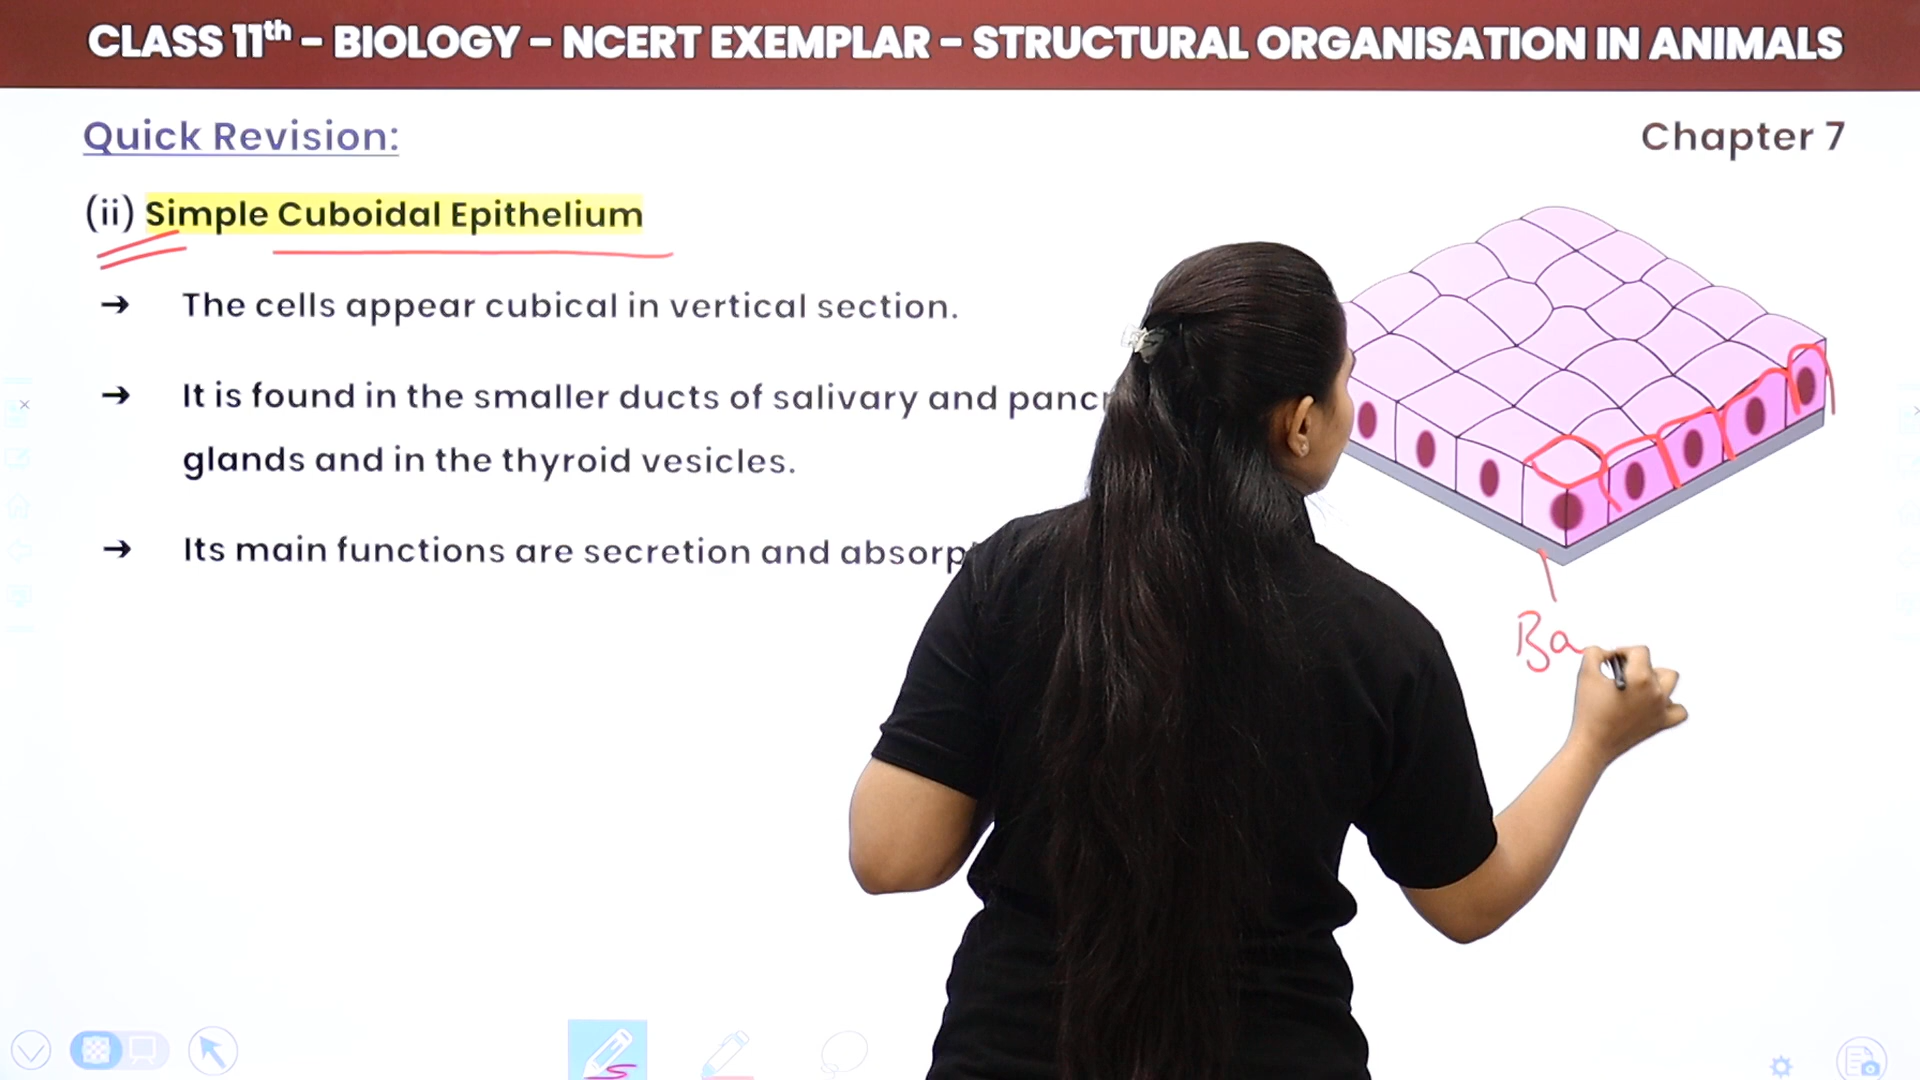 CLASS 11th – BIOLOGY – NCERT EXEMPLAR – STRUCTURAL ORGANISATION IN ANIMALS
Quick Revision:
Chapter 7
(ii) Simple Cuboidal Epithelium
→ The cells appear cubical in vertical section.
→ It is found in the smaller ducts of salivary and
glands and in the thyroid vesicles.
→ Its main functions are secretion and
Ba